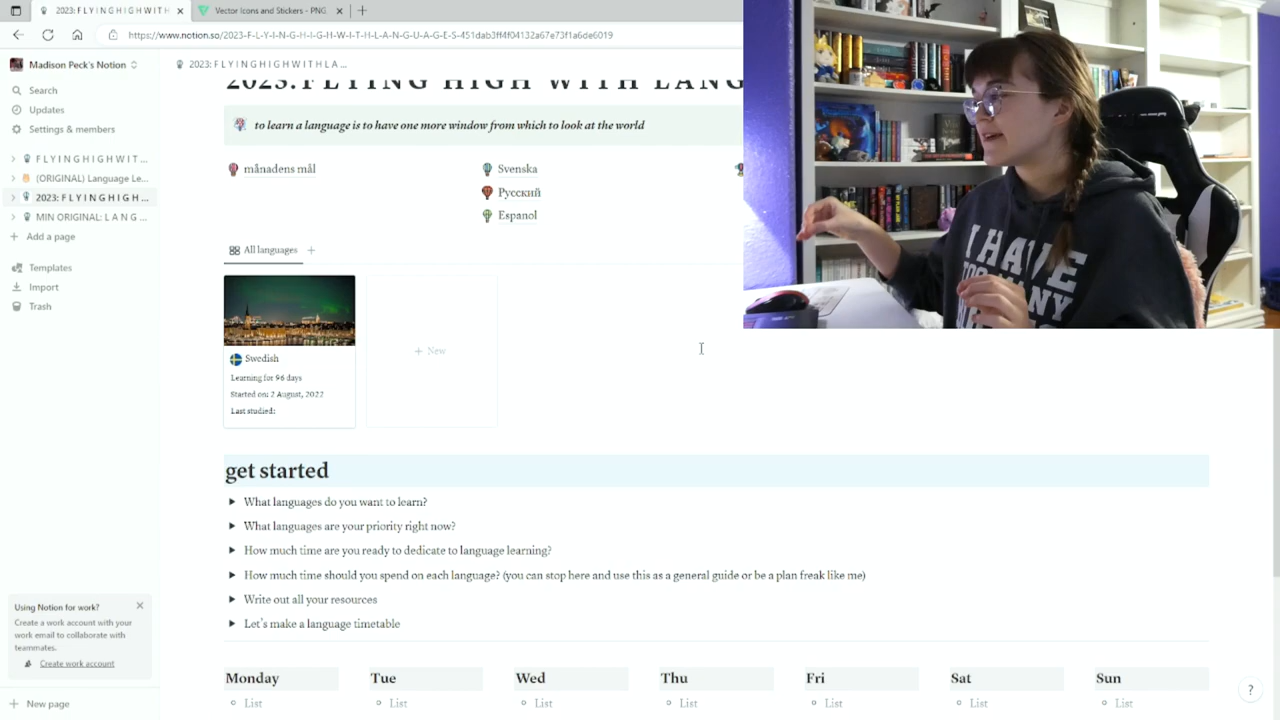 2023: F L Y I N G H I G H W I T H
Vector Icons and Stickers - PNG,
https://www.notion.so/2023-F-L-Y-I-N-G-H-I-G-H-W-I-T-H-L-A-N-G-U-A-G-E-S-451dab3ff4f04132a67e73f1a6de6019
Madison Peck's Notion
2023: F L Y I N G H I G H W I T H L A ...
Search
Updates
Settings & members
F L Y I N G H I G H W I T ...
(ORIGINAL) Language Le...
2023: F L Y I N G H I G H ...
MIN ORIGINAL: L A N G ...
Add a page
Templates
Import
Trash
2023: F L Y I N G H I G H W I T H L A N G
to learn a language is to have one more window from which to look at the world
månadens mål
Svenska
Русский
Espanol
All languages
Swedish
Learning for 96 days
Started on: 2 August, 2022
Last studied:
+ New
I HAVE
TOO MANY
get started
What languages do you want to learn?
What languages are your priority right now?
How much time are you ready to dedicate to language learning?
How much time should you spend on each language? (you can stop here and use this as a general guide or be a plan freak like me)
Write out all your resources
Let's make a language timetable
Monday Tue Wed Thu Fri Sat Sun
List List List List List List List
Using Notion for work?
Create a work account with your
work email to collaborate with
teammates.
Create work account
New page
?